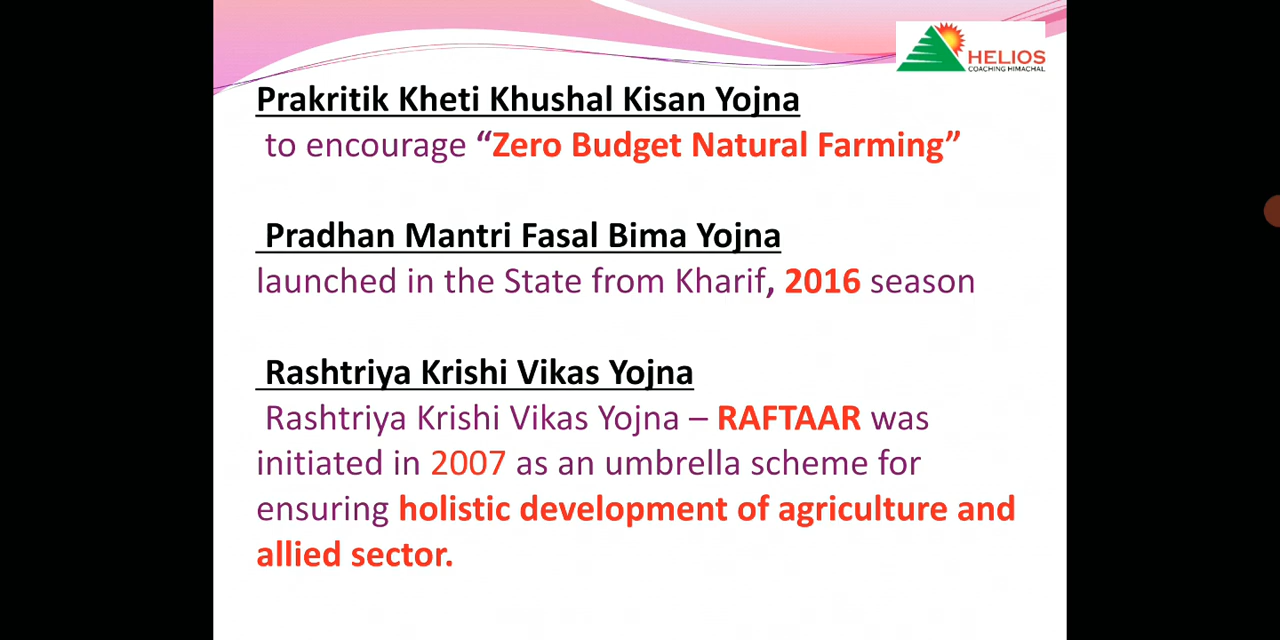 HELIOS
COACHING HIMACHAL
Prakritik Kheti Khushal Kisan Yojna
to encourage “Zero Budget Natural Farming”
Pradhan Mantri Fasal Bima Yojna
launched in the State from Kharif, 2016 season
Rashtriya Krishi Vikas Yojna
Rashtriya Krishi Vikas Yojna – RAFTAAR was
initiated in 2007 as an umbrella scheme for
ensuring holistic development of agriculture and
allied sector.